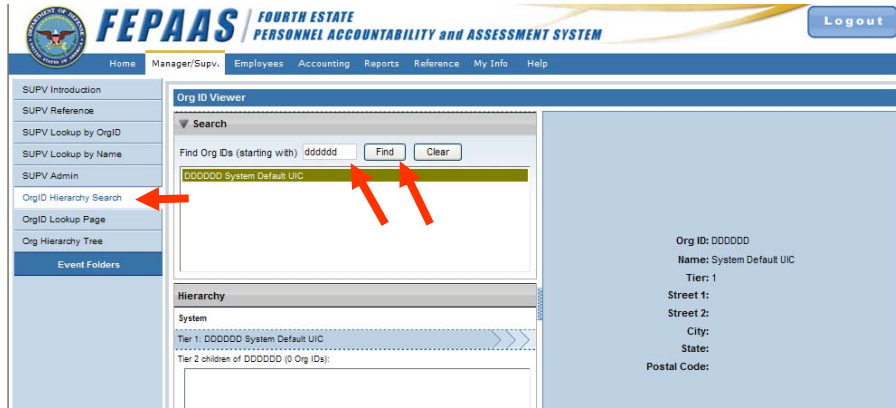 FEPAAS FOURTH ESTATE
PERSONNEL ACCOUNTABILITY and ASSESSMENT SYSTEM
Logout
Home Manager/Supv. Employees Accounting Reports Reference My Info Help
SUPV Introduction
SUPV Reference
SUPV Lookup by OrgID
SUPV Lookup by Name
SUPV Admin
OrgID Hierarchy Search
OrgID Lookup Page
Org Hierarchy Tree
Event Folders
Org ID Viewer
Search
Find Org IDs (starting with) dddddd Find Clear
DDDDDD System Default UIC
Hierarchy
System
Tier 1: DDDDDD System Default UIC
Tier 2 children of DDDDDD (0 Org IDs):
Org ID: DDDDDD
Name: System Default UIC
Tier: 1
Street 1:
Street 2:
City:
State:
Postal Code: